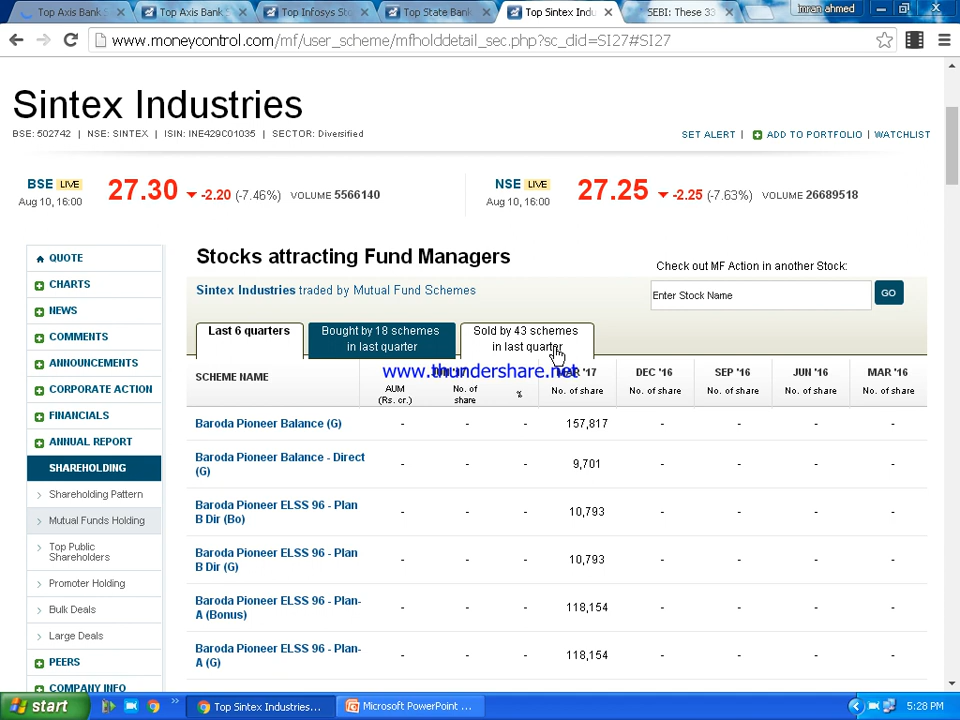 Top Axis Bank S
Top Axis Bank S
Top Infosys Sto
Top State Bank
Top Sintex Indu
SEBI: These 33
imran ahmed
www.moneycontrol.com/mf/user_scheme/mfholddetail_sec.php?sc_did=SI27#SI27
Sintex Industries
BSE: 502742 | NSE: SINTEX | ISIN: INE429C01035 | SECTOR: Diversified
SET ALERT | ADD TO PORTFOLIO | WATCHLIST
BSE LIVE
Aug 10, 16:00
27.30 -2.20 (-7.46%) VOLUME 5566140
NSE LIVE
Aug 10, 16:00
27.25 -2.25 (-7.63%) VOLUME 26689518
QUOTE
CHARTS
NEWS
COMMENTS
ANNOUNCEMENTS
CORPORATE ACTION
FINANCIALS
ANNUAL REPORT
SHAREHOLDING
Shareholding Pattern
Mutual Funds Holding
Top Public
Shareholders
Promoter Holding
Bulk Deals
Large Deals
PEERS
COMPANY INFO
Stocks attracting Fund Managers
Check out MF Action in another Stock:
Sintex Industries traded by Mutual Fund Schemes
Enter Stock Name
GO
Last 6 quarters
Bought by 18 schemes
in last quarter
Sold by 43 schemes
in last quarter
www.thundershare.net
SCHEME NAME
DEC '16 SEP '16 JUN '16 MAR '16
AUM
(Rs. cr.)
No. of
share
%
No. of share No. of share No. of share No. of share No. of share
Baroda Pioneer Balance (G) - - - 157,817 - - - -
Baroda Pioneer Balance - Direct
(G) - - - 9,701 - - - -
Baroda Pioneer ELSS 96 - Plan
B Dir (Bo) - - - 10,793 - - - -
Baroda Pioneer ELSS 96 - Plan
B Dir (G) - - - 10,793 - - - -
Baroda Pioneer ELSS 96 - Plan-
A (Bonus) - - - 118,154 - - - -
Baroda Pioneer ELSS 96 - Plan-
A (G) - - - 118,154 - - - -
start
Top Sintex Industries...
Microsoft PowerPoint ...
5:28 PM